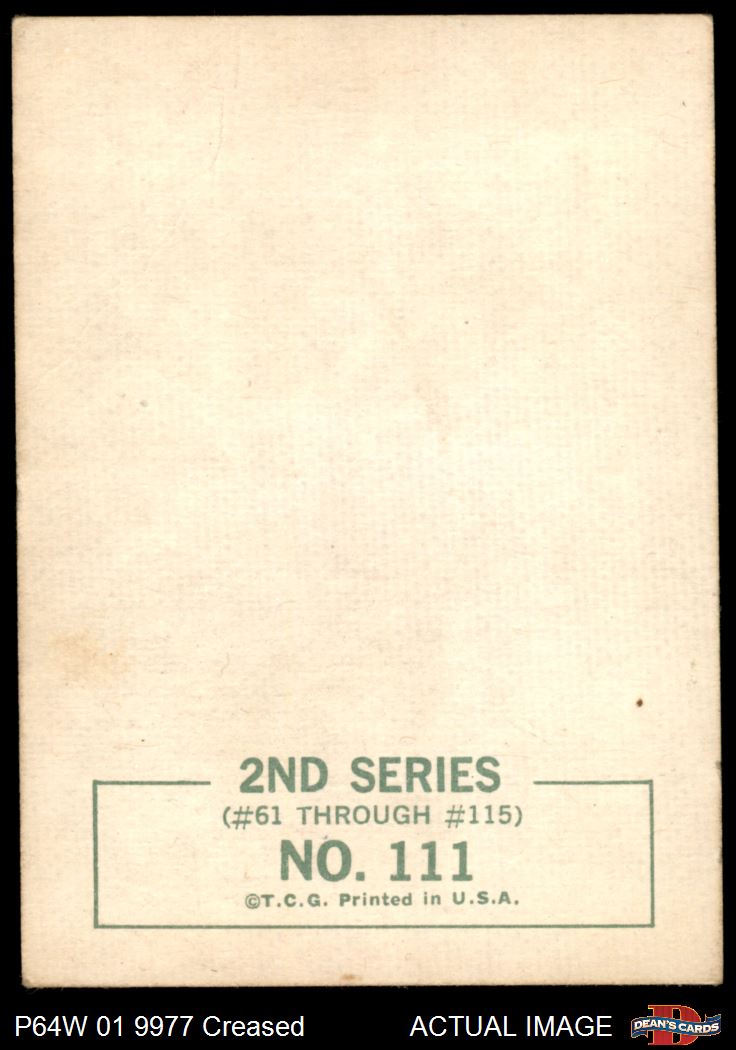 2ND SERIES
(#61 THROUGH #115)
NO. 111
©T.C.G. Printed in U.S.A.
P64W 01 9977 Creased
ACTUAL IMAGE
DEAN'S CARDS